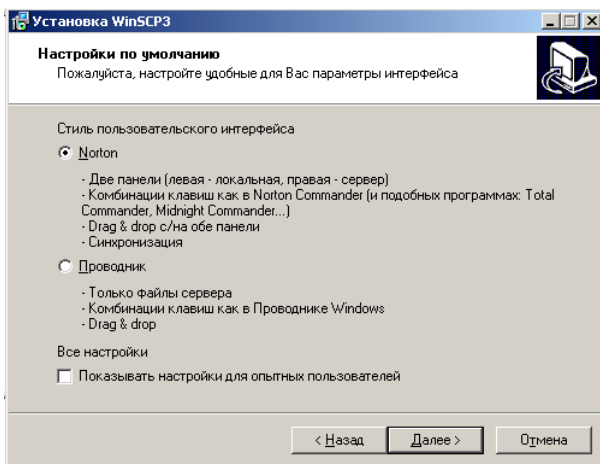 Установка WinSCP3
Настройки по умолчанию
Пожалуйста, настройте удобные для Вас параметры интерфейса
Стиль пользовательского интерфейса
Norton
- Две панели (левая - локальная, правая - сервер)
- Комбинации клавиш как в Norton Commander (и подобных программах: Total
Commander, Midnight Commander...)
- Drag & drop с/на обе панели
- Синхронизация
Проводник
- Только файлы сервера
- Комбинации клавиш как в Проводнике Windows
- Drag & drop
Все настройки
Показывать настройки для опытных пользователей
< Назад Далее > Отмена